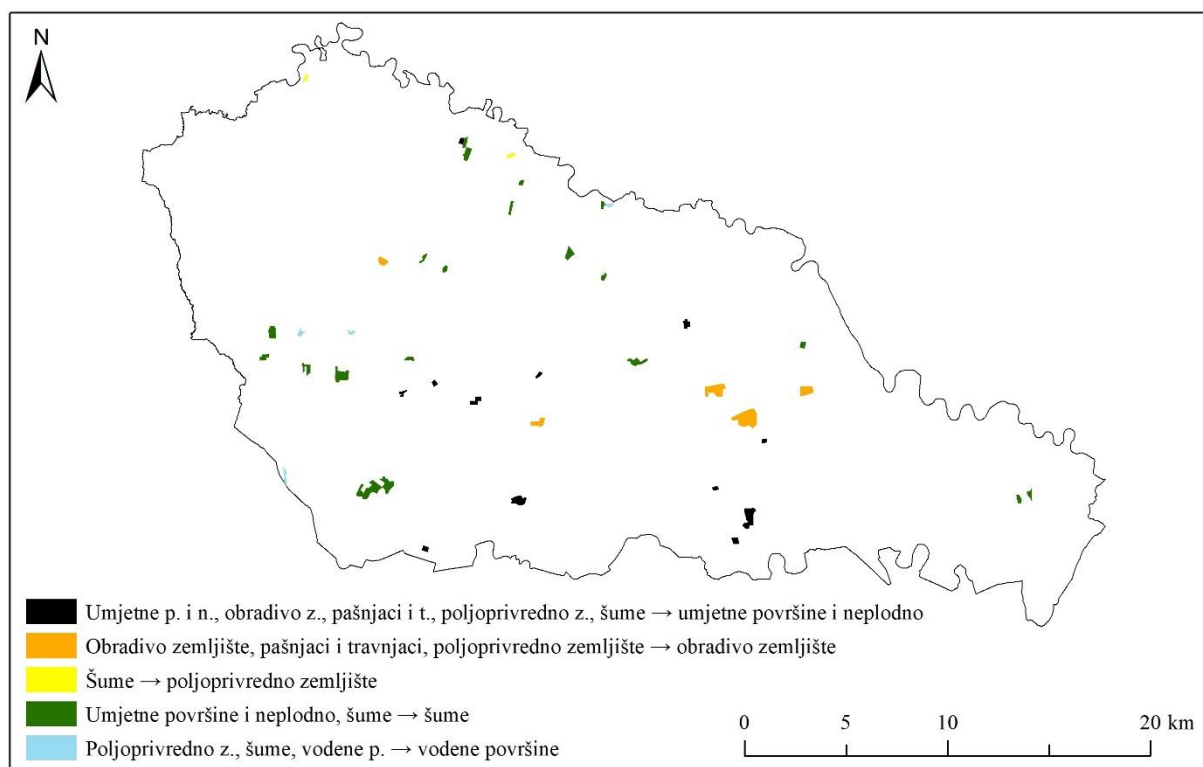 N
Umjetne p. i n., obradivo z., pašnjaci i t., poljoprivredno z., šume → umjetne površine i neplodno
Obradivo zemljište, pašnjaci i travnjaci, poljoprivredno zemljište → obradivo zemljište
Šume → poljoprivredno zemljište
Umjetne površine i neplodno, šume → šume
Poljoprivredno z., šume, vodene p. → vodene površine
0 5 10 20 km